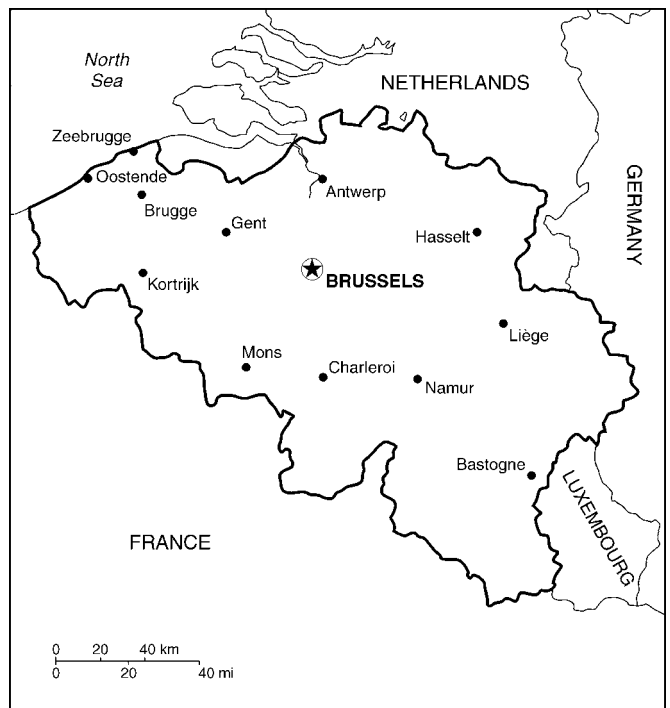 North
Sea
NETHERLANDS
Zeebrugge
Oostende
Antwerp
GERMANY
Brugge
Gent
Hasselt
BRUSSELS
Kortrijk
Liège
Mons
Charleroi
Namur
Bastogne
LUXEMBOURG
FRANCE
0 20 40 km
0 20 40 mi